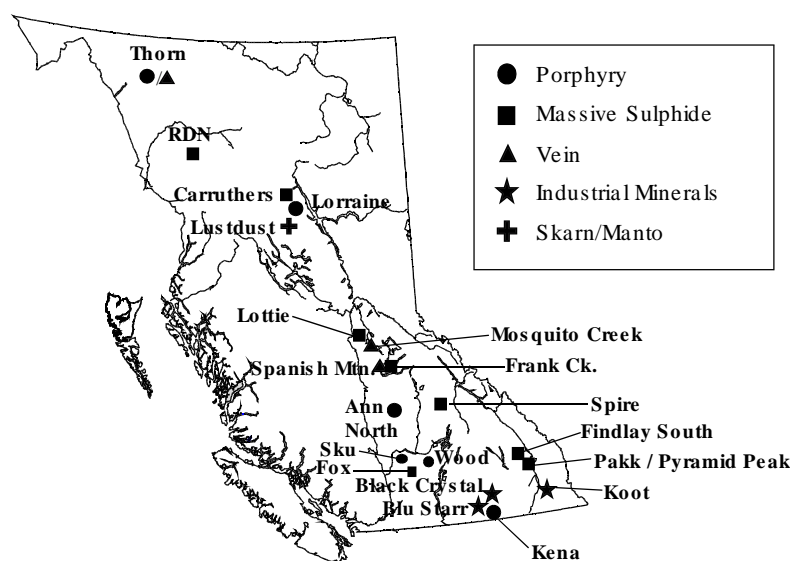 Thorn
RDN
Carruthers
Lorraine
Lustdust
Lottie
Mosquito Creek
Spanish Mtn
Frank Ck.
Ann
North
Spire
Findlay South
Sku
Wood
Pakk / Pyramid Peak
Fox
Black Crystal
Koot
Blu Starr
Kena
Porphyry
Massive Sulphide
Vein
Industrial Minerals
Skarn/Manto